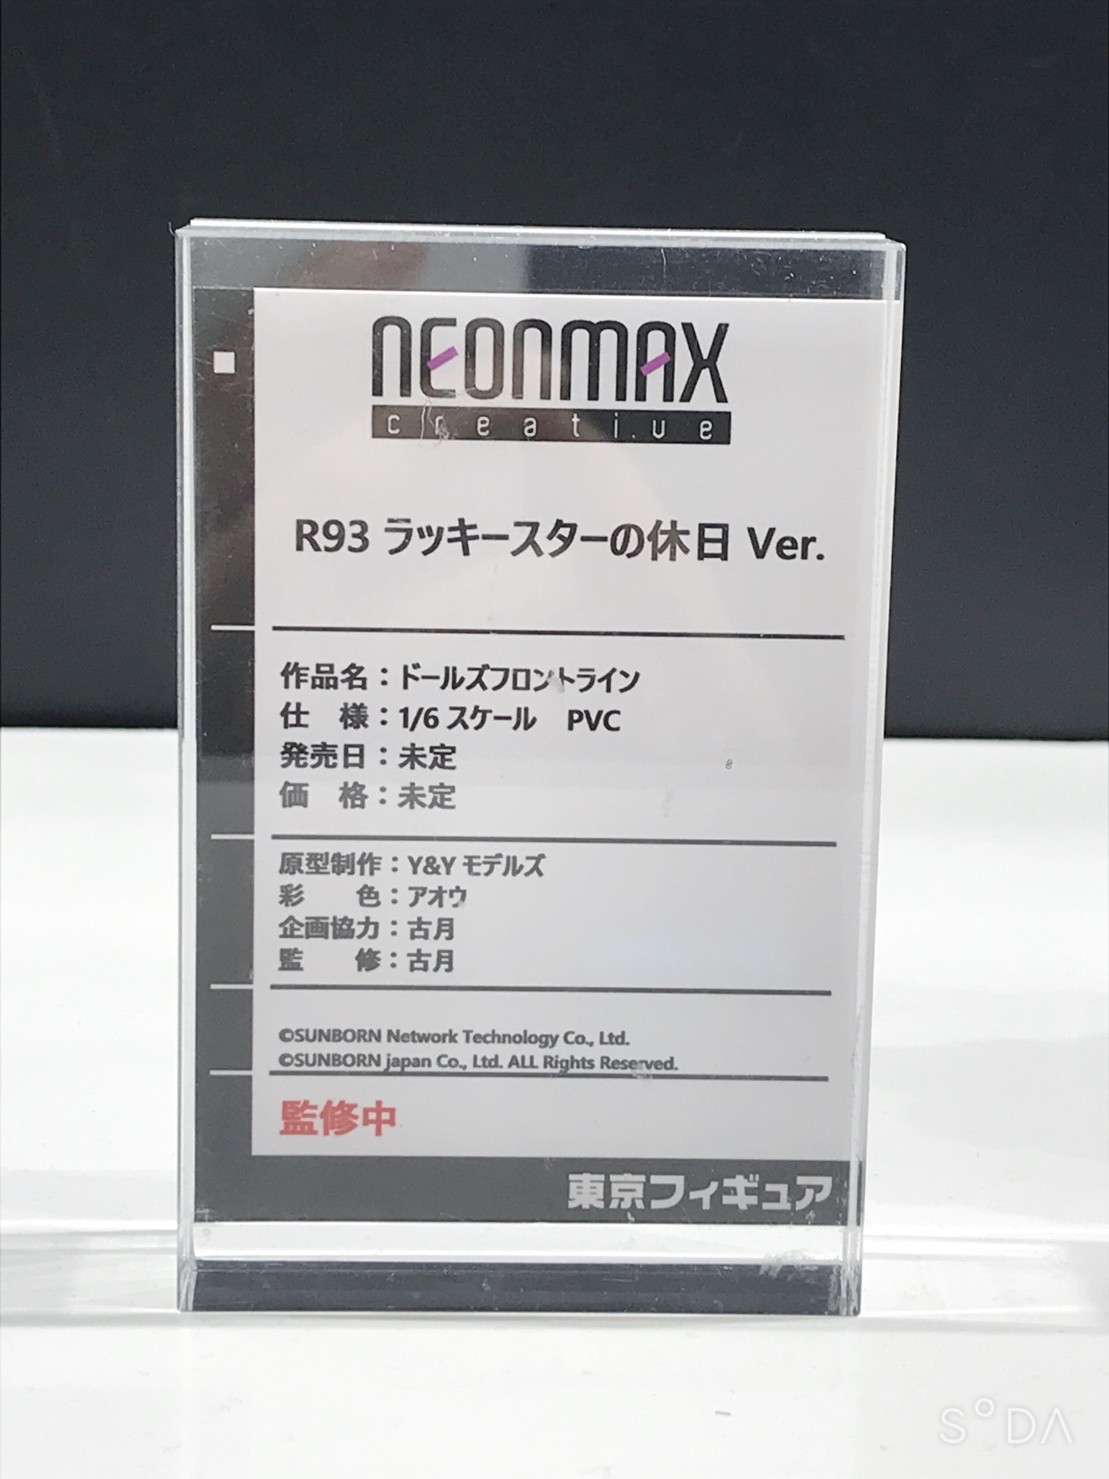 neonmax
creative
R93 ラッキースターの休日 Ver.
作品名：ドールズフロントライン
仕　様：1/6 スケール　PVC
発売日：未定
価　格：未定
原型制作：Y&Y モデルズ
彩　　色：アオウ
企画協力：古月
監　　修：古月
©SUNBORN Network Technology Co., Ltd.
©SUNBORN japan Co., Ltd. ALL Rights Reserved.
監修中
東京フィギュア
SODA